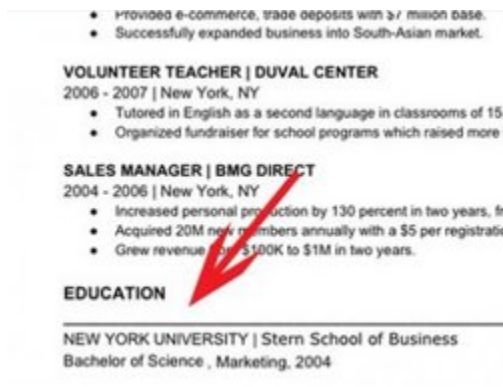 Provided e-commerce, trade deposits with $7 million base.
Successfully expanded business into South-Asian market.
VOLUNTEER TEACHER | DUVAL CENTER
2006 - 2007 | New York, NY
Tutored in English as a second language in classrooms of 15
Organized fundraiser for school programs which raised more
SALES MANAGER | BMG DIRECT
2004 - 2006 | New York, NY
Increased personal production by 130 percent in two years,
Acquired 20M new members annually with a $5 per
Grew revenue $100K to $1M in two years.
EDUCATION
NEW YORK UNIVERSITY | Stern School of Business
Bachelor of Science , Marketing, 2004